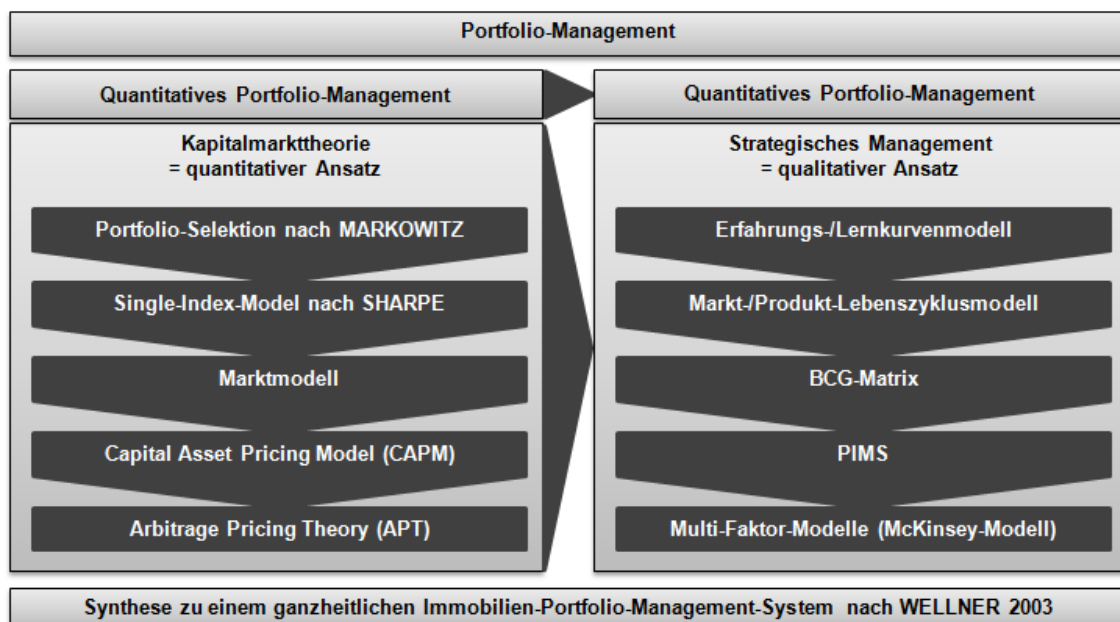 Portfolio-Management
Quantitatives Portfolio-Management
Kapitalmarkttheorie
= quantitativer Ansatz
Portfolio-Selektion nach MARKOWITZ
Single-Index-Model nach SHARPE
Marktmodell
Capital Asset Pricing Model (CAPM)
Arbitrage Pricing Theory (APT)
Quantitatives Portfolio-Management
Strategisches Management
= qualitativer Ansatz
Erfahrungs-/Lernkurvenmodell
Markt-/Produkt-Lebenszyklusmodell
BCG-Matrix
PIMS
Multi-Faktor-Modelle (McKinsey-Modell)
Synthese zu einem ganzheitlichen Immobilien-Portfolio-Management-System nach WELLNER 2003